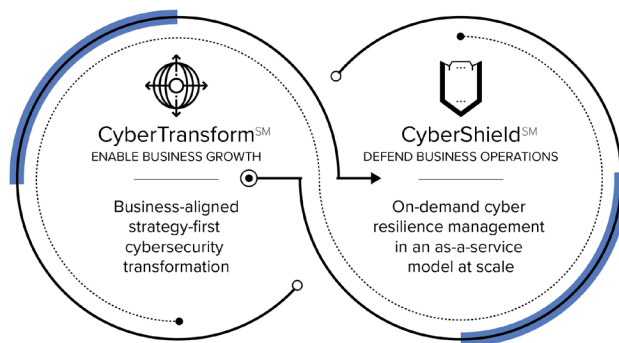 CyberTransform℠
ENABLE BUSINESS GROWTH
Business-aligned
strategy-first
cybersecurity
transformation
CyberShield℠
DEFEND BUSINESS OPERATIONS
On-demand cyber
resilience management
in an as-a-service
model at scale